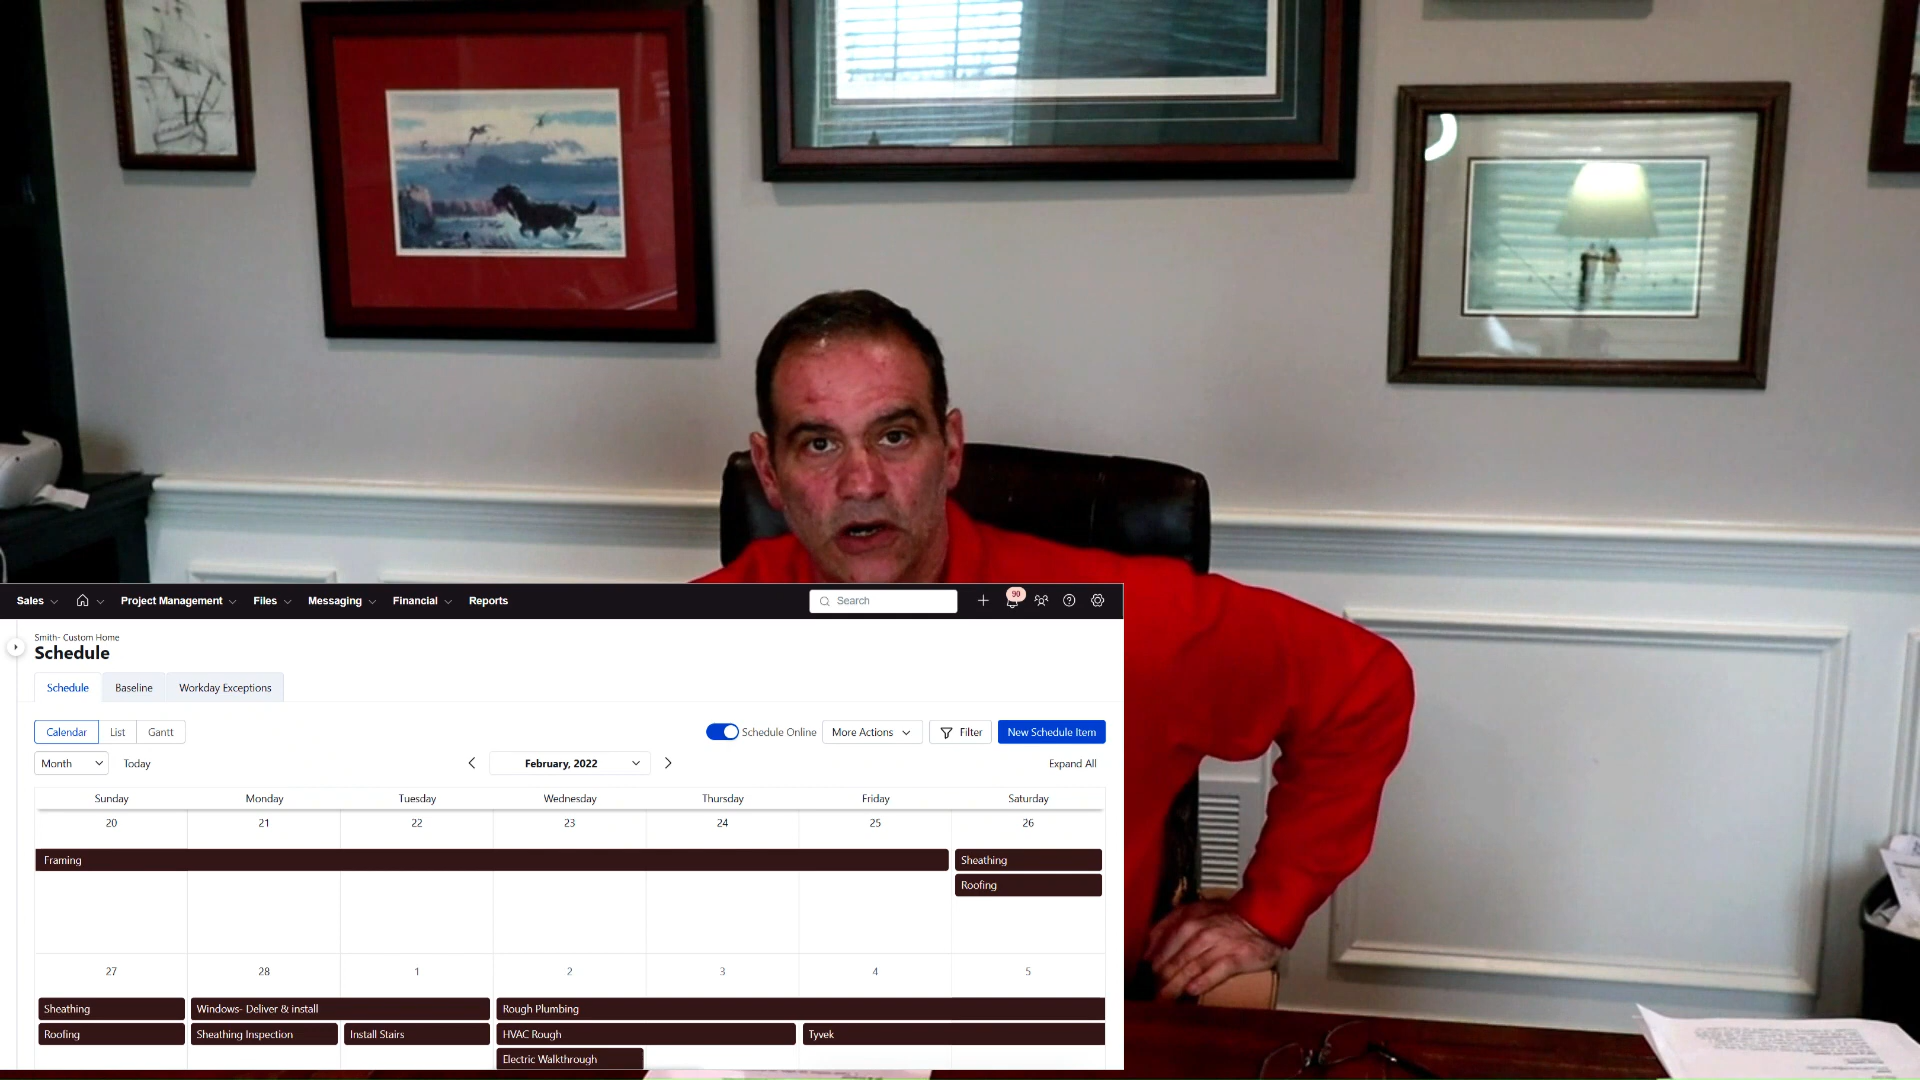 Sales Project Management Files Messaging Financial Reports Search 90
Smith- Custom Home
Schedule
Schedule Baseline Workday Exceptions
Calendar List Gantt Schedule Online More Actions Filter New Schedule Item
Month Today February, 2022 Expand All
Sunday Monday Tuesday Wednesday Thursday Friday Saturday
20 21 22 23 24 25 26
Framing Sheathing
Roofing
27 28 1 2 3 4 5
Sheathing Windows- Deliver & install Rough Plumbing
Roofing Sheathing Inspection Install Stairs HVAC Rough Tyvek
Electric Walkthrough